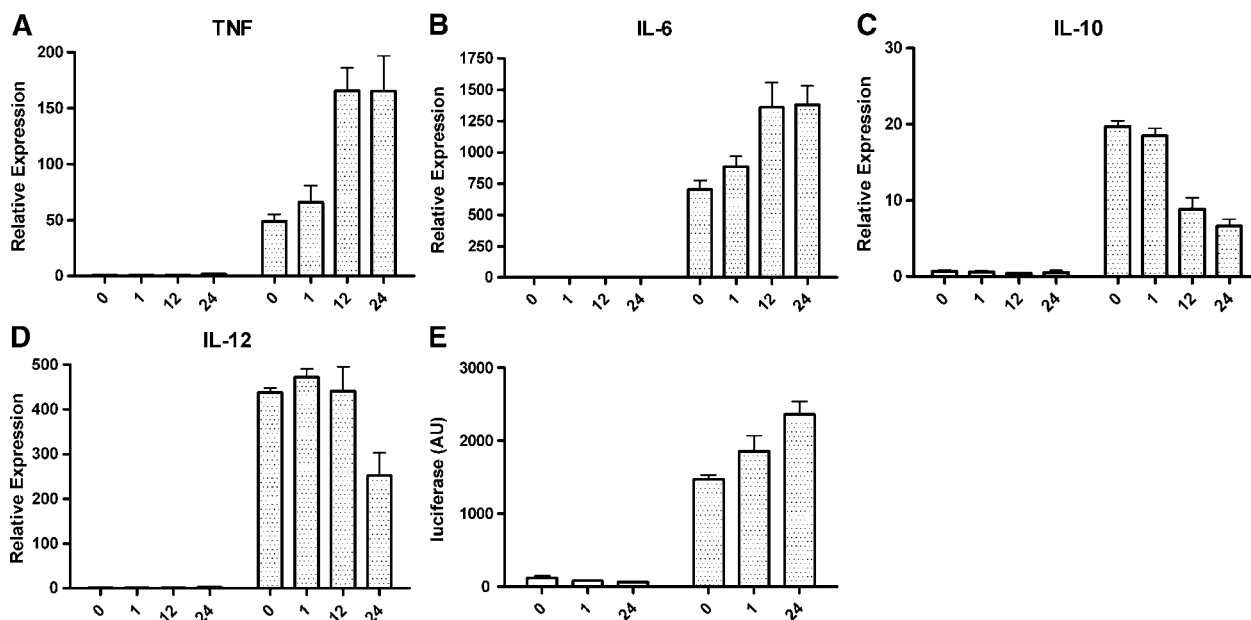 A
TNF
Relative Expression
200
150
100
50
0
0 1 12 24 0 1 12 24
B
IL-6
Relative Expression
1750
1500
1250
1000
750
500
250
0
0 1 12 24 0 1 12 24
C
IL-10
Relative Expression
30
20
10
0
0 1 12 24 0 1 12 24
D
IL-12
Relative Expression
500
400
300
200
100
0
0 1 12 24 0 1 12 24
E
luciferase (AU)
3000
2000
1000
0
0 1 24 0 1 24